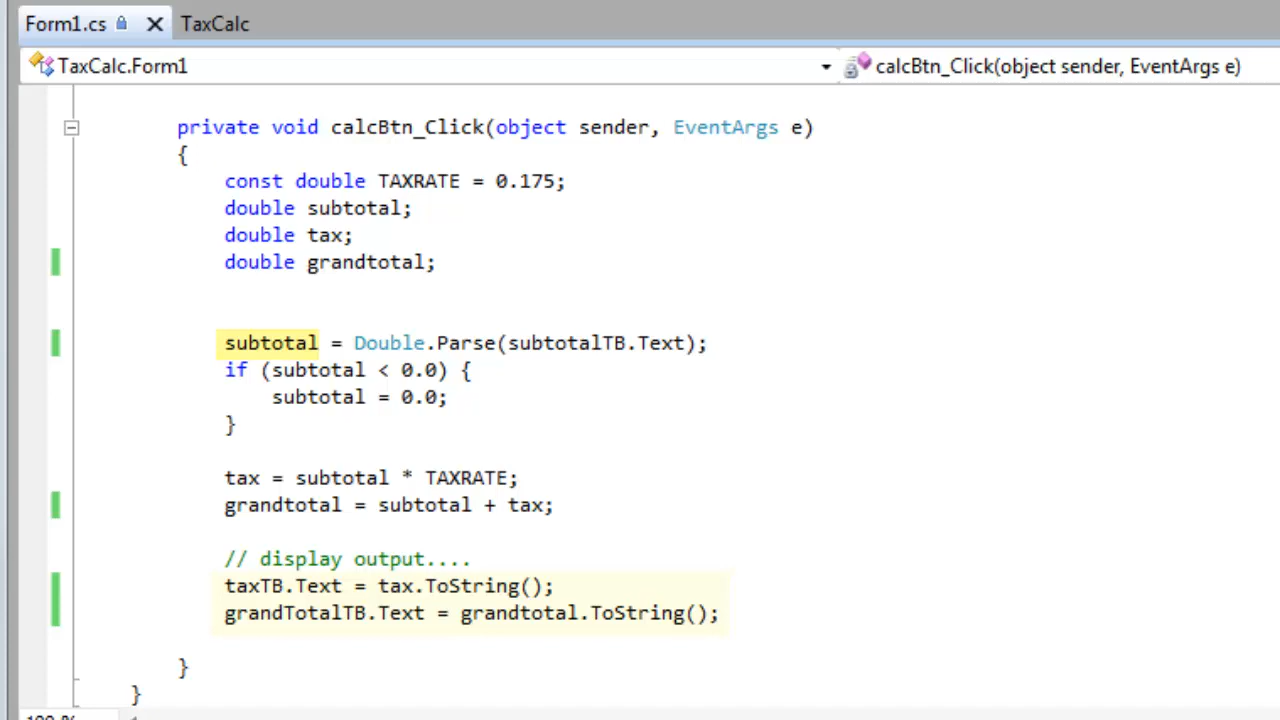 Form1.cs TaxCalc
TaxCalc.Form1 calcBtn_Click(object sender, EventArgs e)
private void calcBtn_Click(object sender, EventArgs e)
{
const double TAXRATE = 0.175;
double subtotal;
double tax;
double grandtotal;
subtotal = Double.Parse(subtotalTB.Text);
if (subtotal < 0.0) {
subtotal = 0.0;
}
tax = subtotal * TAXRATE;
grandtotal = subtotal + tax;
// display output....
taxTB.Text = tax.ToString();
grandTotalTB.Text = grandtotal.ToString();
}
}